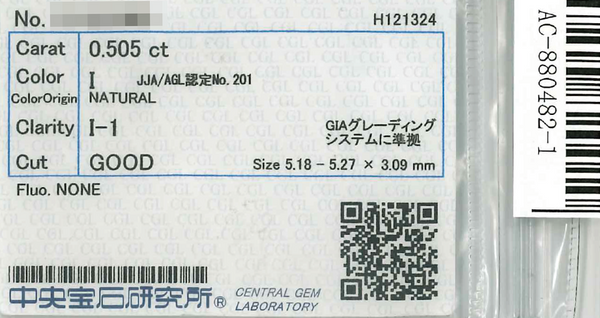 No. H121324
Carat 0.505 ct
Color I JJA/AGL認定No. 201
ColorOrigin NATURAL
Clarity I-1 GIAグレーディング
システムに準拠
Cut GOOD Size 5.18 - 5.27 × 3.09 mm
Fluo. NONE
中央宝石研究所® CENTRAL GEM
LABORATORY
AC-880482-1